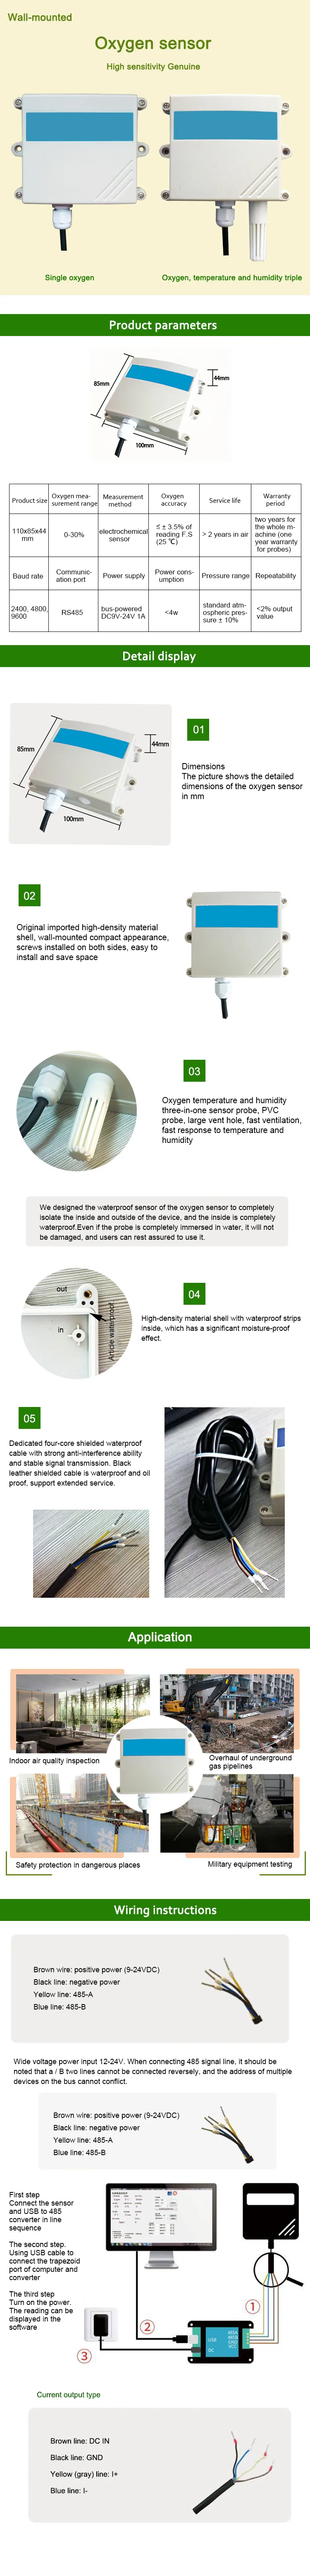 Wall-mounted
Oxygen sensor
High sensitivity Genuine
Single oxygen
Oxygen, temperature and humidity triple
Product parameters
85mm
44mm
100mm
Product size
Oxygen mea-
surement range
Measurement
method
Oxygen
accuracy
Service life
Warranty
period
110x85x44
mm
0-30%
electrochemical
sensor
≤ ± 3.5% of
reading F.S
(25 ℃)
> 2 years in air
two years for
the whole m-
achine (one
year warranty
for probes)
Baud rate
Communic-
ation port
Power supply
Power cons-
umption
Pressure range
Repeatability
2400, 4800,
9600
RS485
bus-powered
DC9V-24V 1A
<4w
standard atm-
ospheric pres-
sure ± 10%
<2% output
value
Detail display
85mm
44mm
100mm
01
Dimensions
The picture shows the detailed
dimensions of the oxygen sensor
in mm
02
Original imported high-density material
shell, wall-mounted compact appearance,
screws installed on both sides, easy to
install and save space
03
Oxygen temperature and humidity
three-in-one sensor probe, PVC
probe, large vent hole, fast ventilation,
fast response to temperature and
humidity
We designed the waterproof sensor of the oxygen sensor to completely
isolate the inside and outside of the device, and the inside is completely
waterproof.Even if the probe is completely immersed in water, it will not
be damaged, and users can rest assured to use it.
out
in
Article waterproof
04
High-density material shell with waterproof strips
inside, which has a significant moisture-proof
effect.
05
Dedicated four-core shielded waterproof
cable with strong anti-interference ability
and stable signal transmission. Black
leather shielded cable is waterproof and oil
proof, support extended service.
Application
Indoor air quality inspection
Overhaul of underground
gas pipelines
Safety protection in dangerous places
Military equipment testing
Wiring instructions
Brown wire: positive power (9-24VDC)
Black line: negative power
Yellow line: 485-A
Blue line: 485-B
Wide voltage power input 12-24V. When connecting 485 signal line, it should be
noted that a / B two lines cannot be connected reversely, and the address of multiple
devices on the bus cannot conflict.
Brown wire: positive power (9-24VDC)
Black line: negative power
Yellow line: 485-A
Blue line: 485-B
First step
Connect the sensor
and USB to 485
converter in line
sequence
The second step.
Using USB cable to
connect the trapezoid
port of computer and
converter
The third step
Turn on the power.
The reading can be
displayed in the
software
①
②
③
USB
DC
485A
485B
GND
VCC
Current output type
Brown line: DC IN
Black line: GND
Yellow (gray) line: I+
Blue line: I-